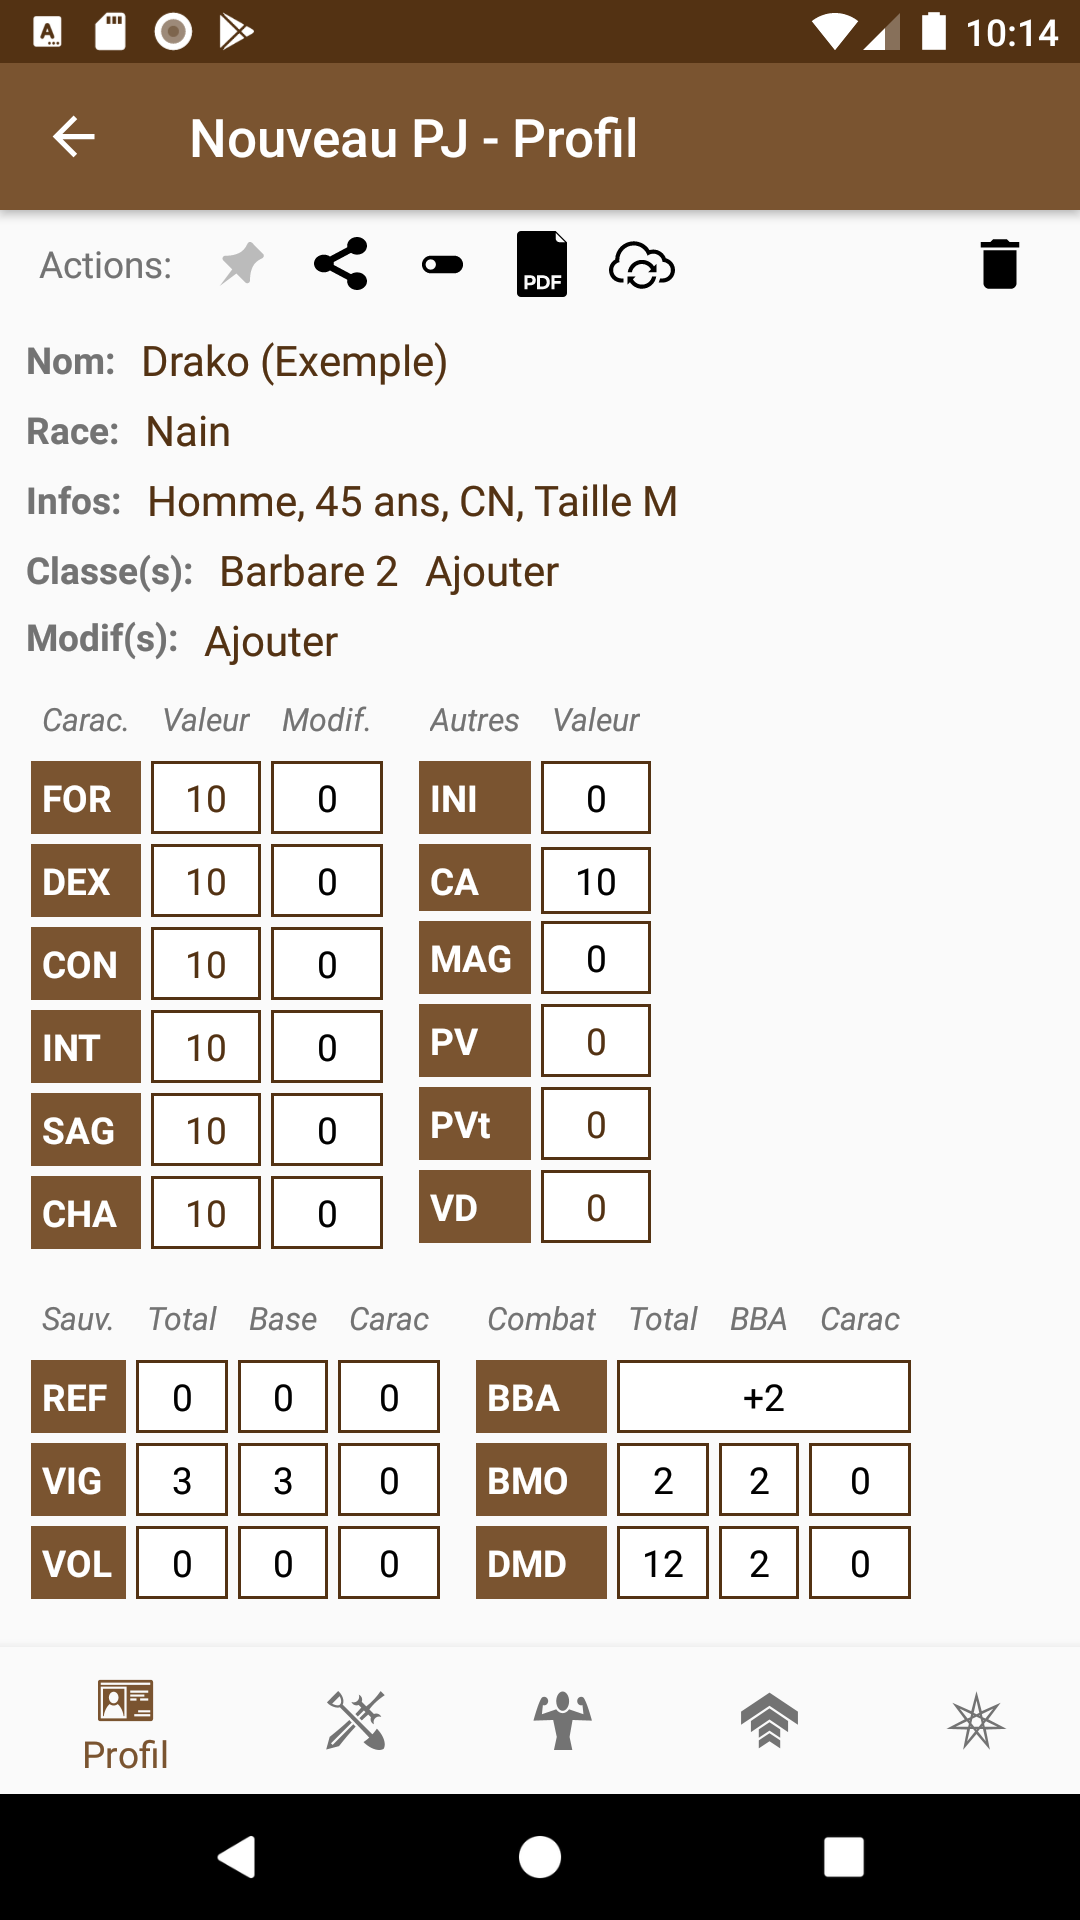 10:14
Nouveau PJ - Profil
Actions: PDF
Nom: Drako (Exemple)
Race: Nain
Infos: Homme, 45 ans, CN, Taille M
Classe(s): Barbare 2 Ajouter
Modif(s): Ajouter
Carac. Valeur Modif. Autres Valeur
FOR 10 0 INI 0
DEX 10 0 CA 10
CON 10 0 MAG 0
INT 10 0 PV 0
SAG 10 0 PVt 0
CHA 10 0 VD 0
Sauv. Total Base Carac Combat Total BBA Carac
REF 0 0 0 BBA +2
VIG 3 3 0 BMO 2 2 0
VOL 0 0 0 DMD 12 2 0
Profil